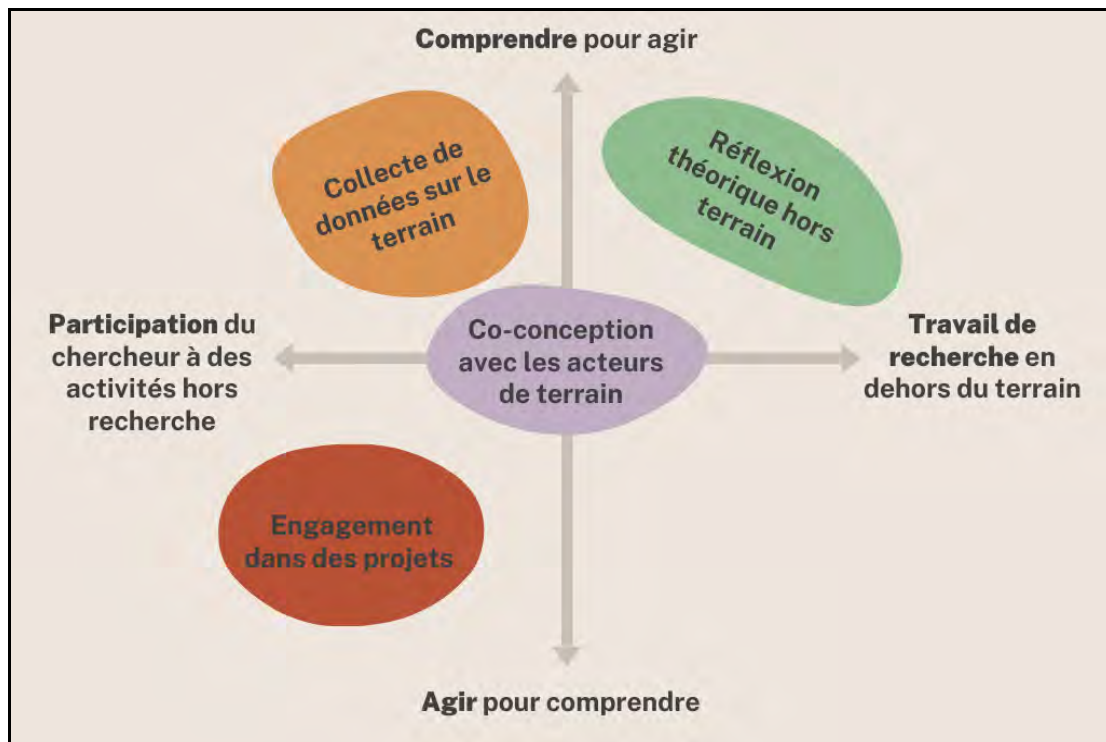 Comprendre pour agir
Collecte de
données sur le
terrain
Réflexion
théorique hors
terrain
Participation du
chercheur à des
activités hors
recherche
Co-conception
avec les acteurs
de terrain
Travail de
recherche en
dehors du terrain
Engagement
dans des projets
Agir pour comprendre